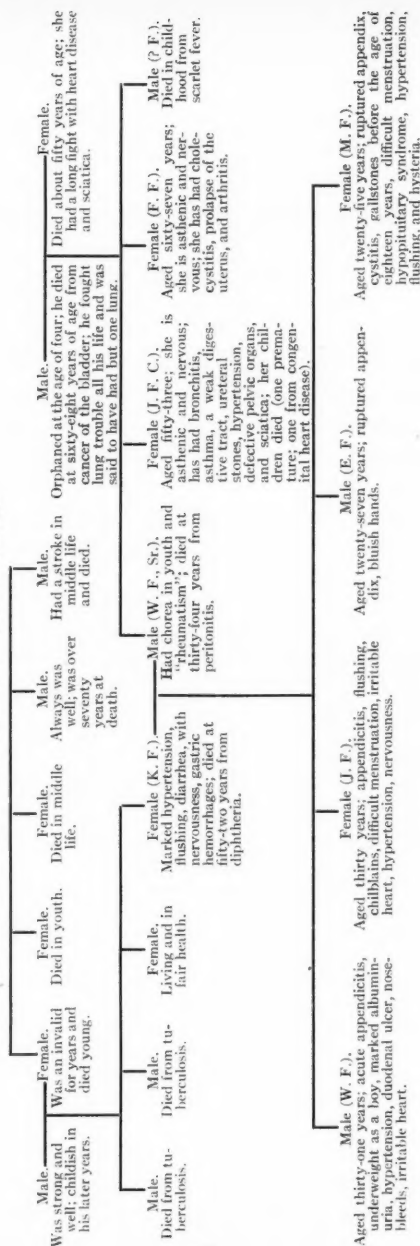 Male.
Was strong and
well; childish in
his later years.
Female.
Was an invalid
for years and
died young.
Female.
Died in youth.
Female.
Died in middle
life.
Male.
Always was
well; was over
seventy
years at
death.
Male.
Had a stroke in
middle life
and died.
Male.
Orphaned at the age of four; he died
at sixty-eight years of age from
cancer of the bladder; he fought
lung trouble all his life and was
said to have had but one lung.
Female.
Died about fifty years of age; she
had a long fight with heart disease
and sciatica.
Male.
Died from tu-
berculosis.
Male.
Died from tu-
berculosis.
Female.
Living and in
fair health.
Female (K. F.).
Marked hypertension,
flushing, diarrhea, with
nervousness, gastric
hemorrhages; died at
fifty-two years from
diphtheria.
Male (W. F., Sr.).
Had chorea in youth and
"rheumatism"; died at
thirty-four years from
peritonitis.
Female (J. F. C.).
Aged fifty-three; she is
asthenic and nervous;
has had bronchitis,
asthma, a weak diges-
tive tract, ureteral
stones, hypertension,
defective pelvic organs,
and sciatica; her chil-
dren died (one prema-
ture; one from congen-
ital heart disease).
Female (F. F.).
Aged sixty-seven years;
she is asthenic and ner-
vous; she has had chole-
cystitis, prolapse of the
uterus, and arthritis.
Male (? F.).
Died in child-
hood from
scarlet fever.
Male (W. F.).
Aged thirty-one years; acute appendicitis,
underweight as a boy, marked albumin-
uria, hypertension, duodenal ulcer, nose-
bleeds, irritable heart.
Female (J. F.).
Aged thirty years; appendicitis, flushing,
chilblains, difficult menstruation, irritable
heart, hypertension, nervousness.
Male (E. F.).
Aged twenty-seven years; ruptured appen-
dix, bluish hands.
Female (M. F.).
Aged twenty-five years; ruptured appendix,
cystitis, gallstones before the age of
eighteen years, difficult menstruation,
hypopituitary syndrome, hypertension,
flushing, and hysteria.